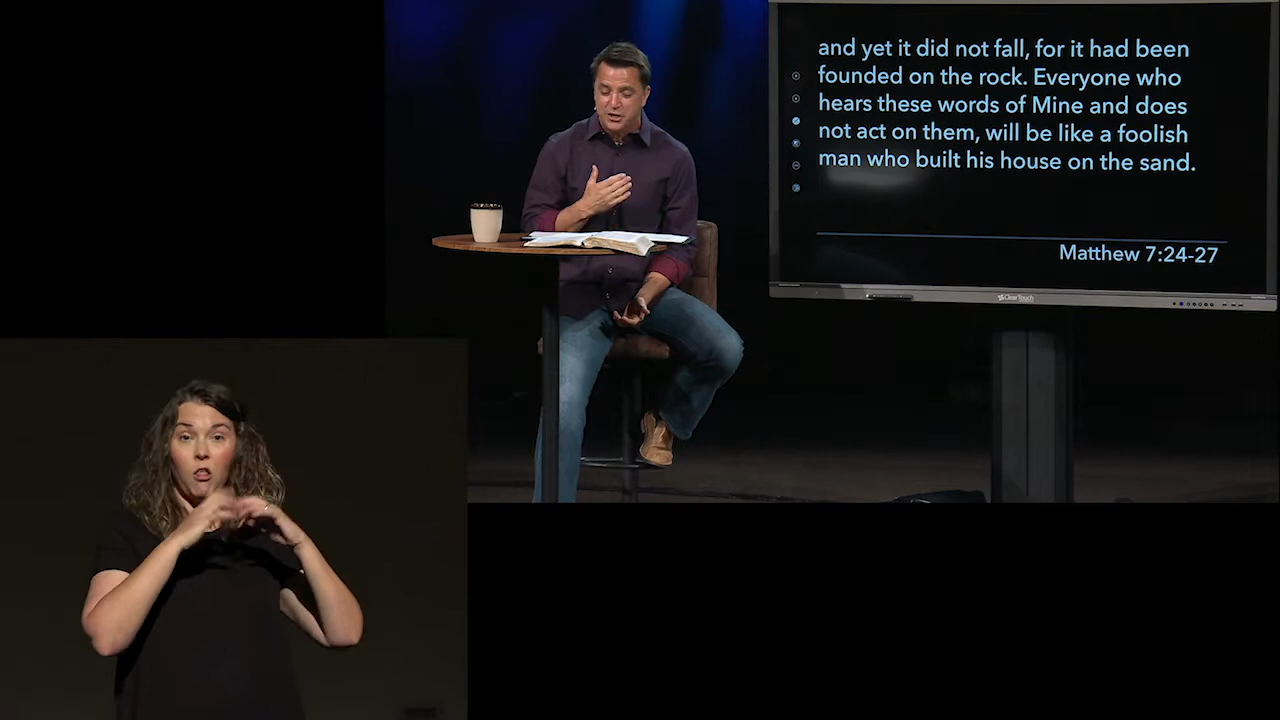 and yet it did not fall, for it had been
founded on the rock. Everyone who
hears these words of Mine and does
not act on them, will be like a foolish
man who built his house on the sand.
Matthew 7:24-27
ClearTouch